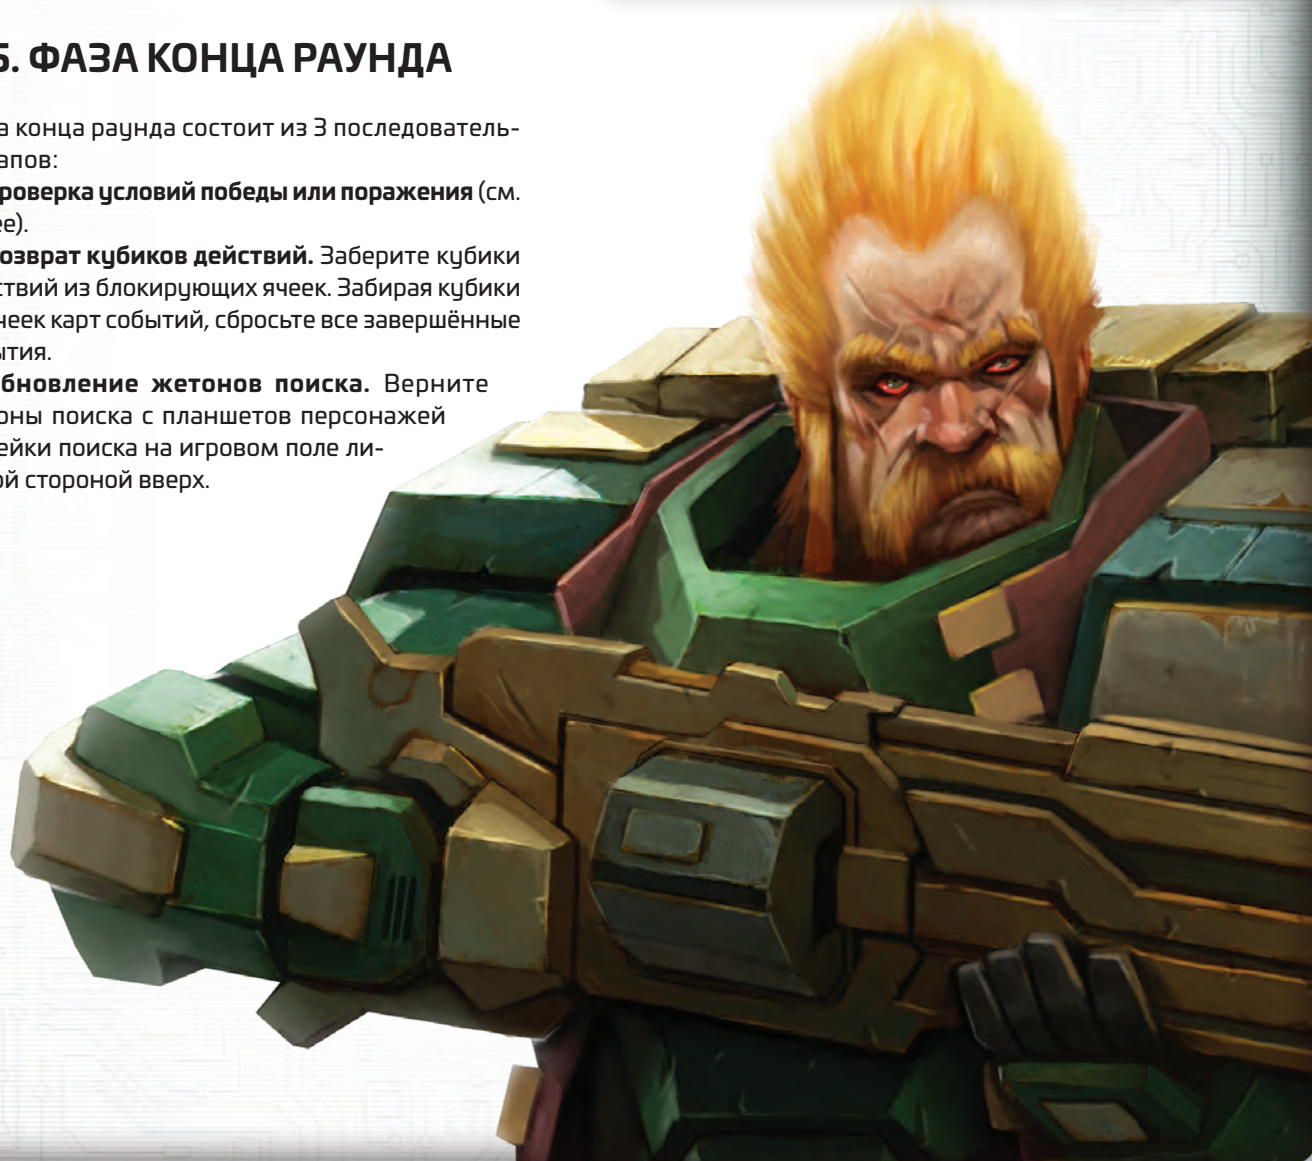 5. ФАЗА КОНЦА РАУНДА
а конца раунда состоит из 3 последователь-
апов:
роверка условий победы или поражения (см.
ее).
озврат кубиков действий. Заберите кубики
ствий из блокирующих ячеек. Забирая кубики
чеек карт событий, сбросьте все завершённые
ытия.
бновление жетонов поиска. Верните
оны поиска с планшетов персонажей
ейки поиска на игровом поле ли-
ой стороной вверх.